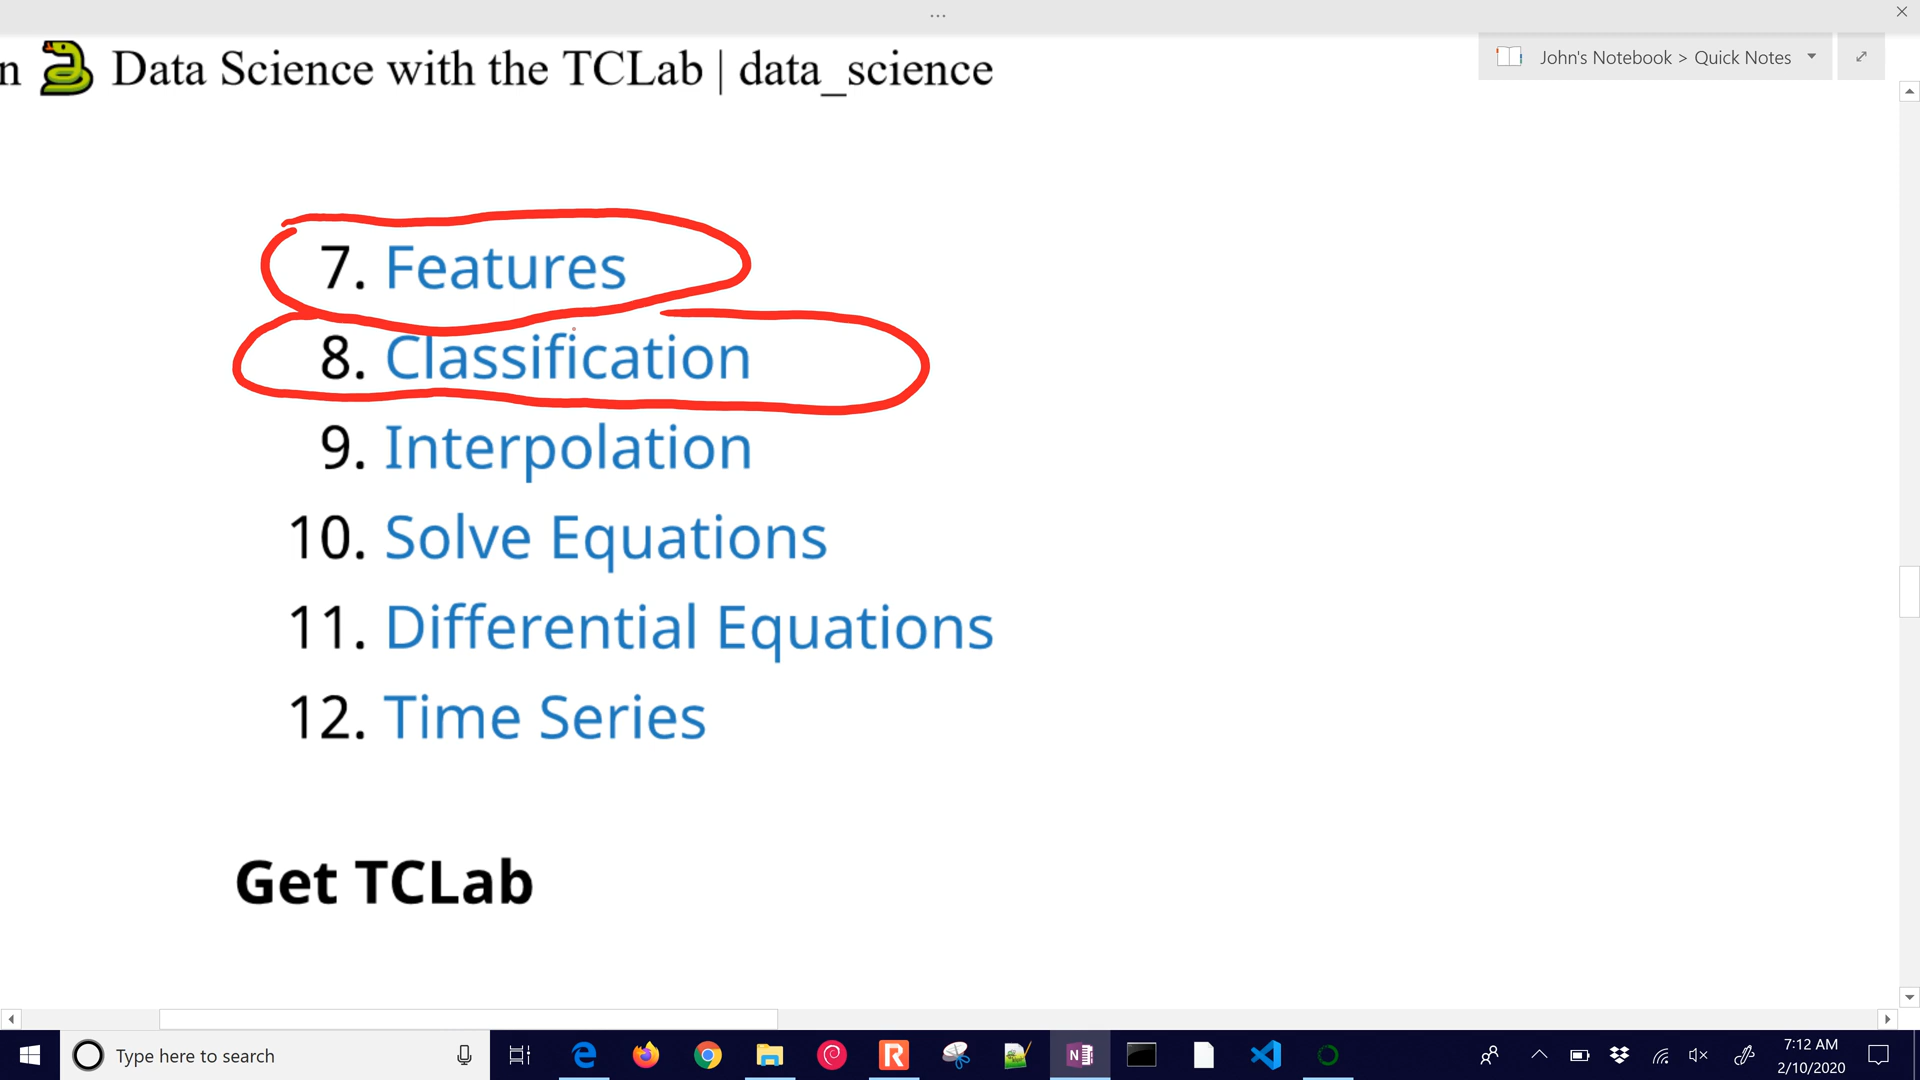 n Data Science with the TCLab | data_science
John's Notebook > Quick Notes
7. Features
8. Classification
9. Interpolation
10. Solve Equations
11. Differential Equations
12. Time Series
Get TCLab
Type here to search
7:12 AM
2/10/2020